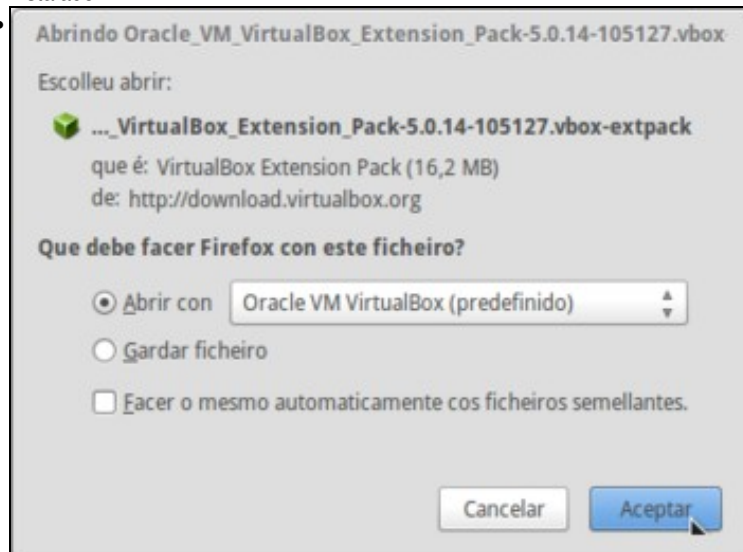 Abrindo Oracle_VM_VirtualBox_Extension_Pack-5.0.14-105127.vbox-
Escolleu abrir:
..._VirtualBox_Extension_Pack-5.0.14-105127.vbox-extpack
que é: VirtualBox Extension Pack (16,2 MB)
de: http://download.virtualbox.org
Que debe facer Firefox con este ficheiro?
Abrir con Oracle VM VirtualBox (predefinido)
Gardar ficheiro
Facer o mesmo automaticamente cos ficheiros semellantes.
Cancelar Aceptar